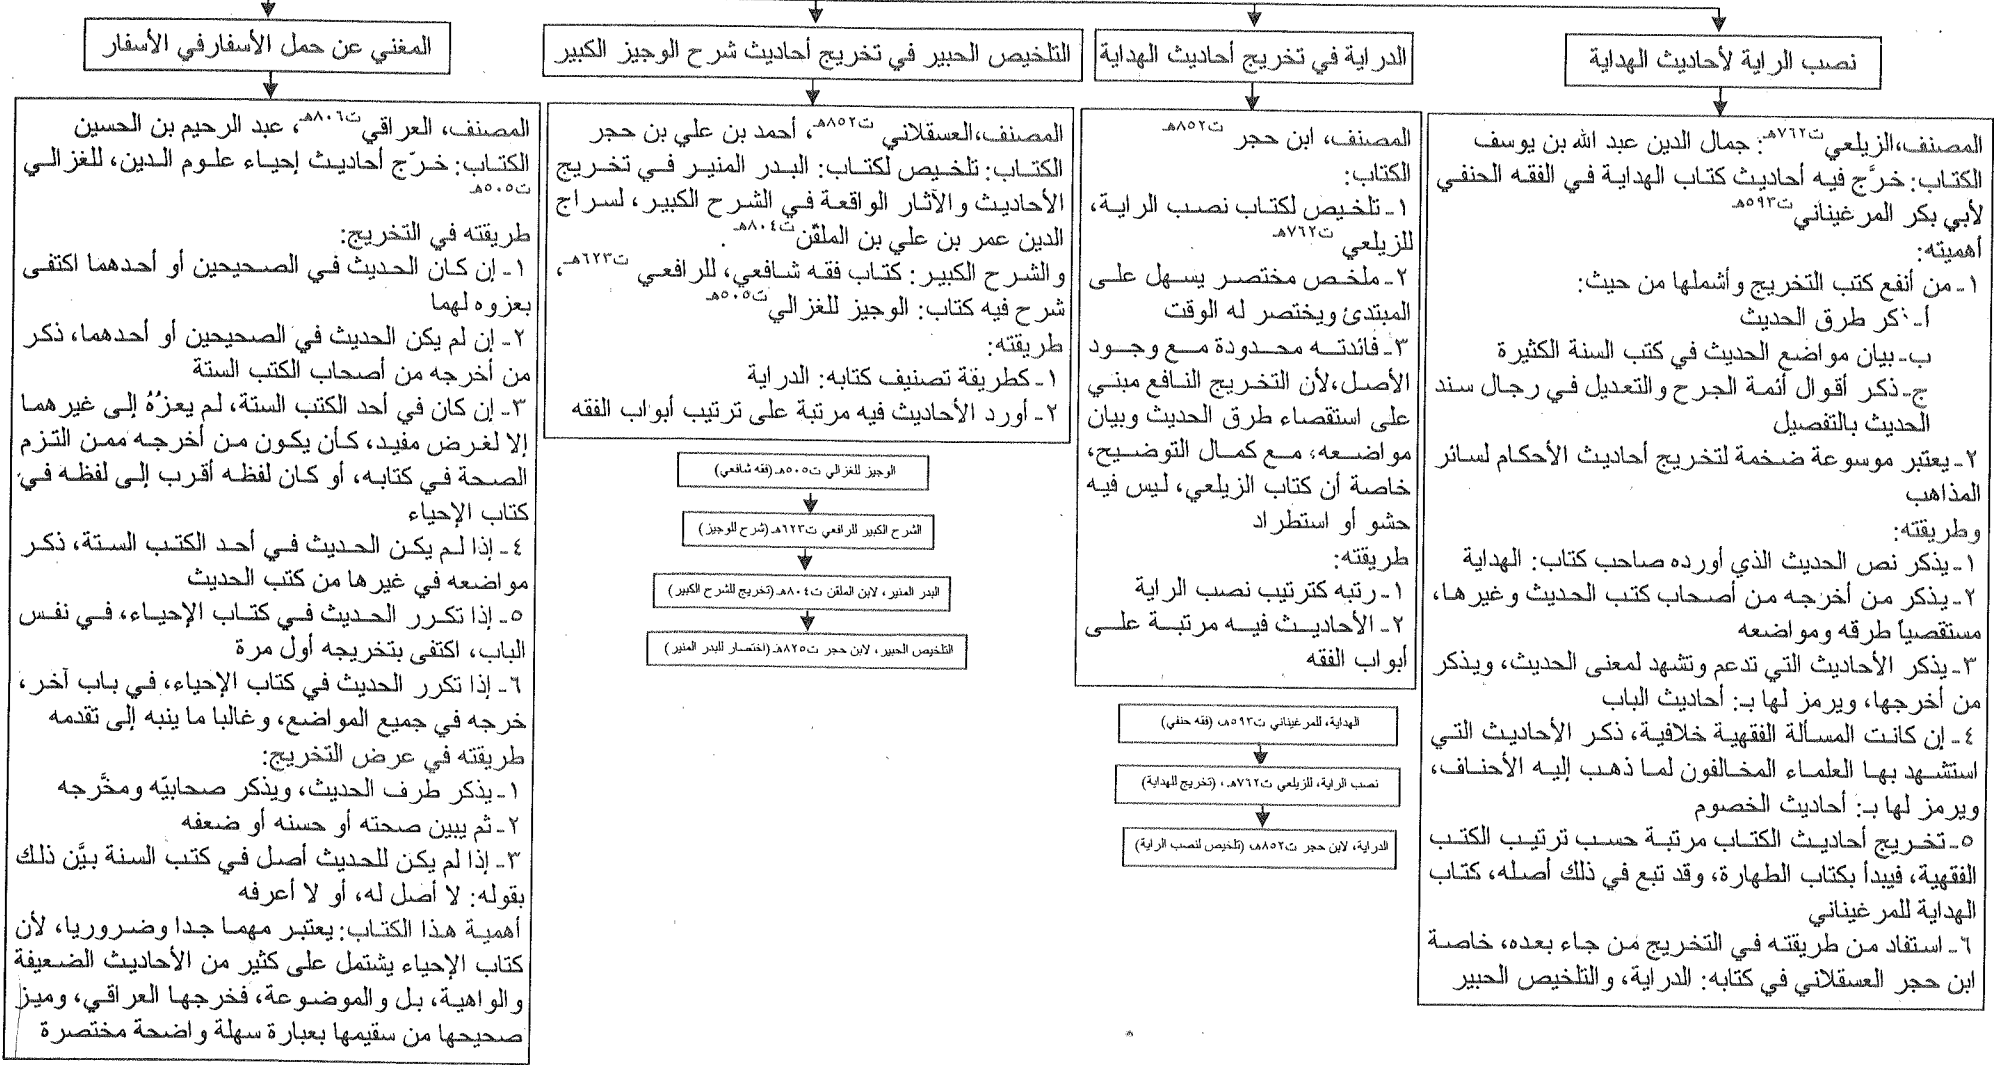 نصب الراية لأحاديث الهداية
المصنف،الزيلعي ت٧٦٢هـ: جمال الدين عبد الله بن يوسف
الكتاب: خرَّج فيه أحاديث كتاب الهداية في الفقه الحنفي
لأبي بكر المرغيناني ت٥٩٣هـ
أهميته:
١- من أنفع كتب التخريج وأشملها من حيث:
أ- ذكر طرق الحديث
ب- بيان مواضع الحديث في كتب السنة الكثيرة
ج- ذكر أقوال أئمة الجرح والتعديل في رجال سند
الحديث بالتفصيل
٢- يعتبر موسوعة ضخمة لتخريج أحاديث الأحكام لسائر
المذاهب
وطريقته:
١- يذكر نص الحديث الذي أورده صاحب كتاب: الهداية
٢- يذكر من أخرجه من أصحاب كتب الحديث وغيرها،
مستقصياً طرقه ومواضعه
٣- يذكر الأحاديث التي تدعم وتشهد لمعنى الحديث، ويذكر
من أخرجها، ويرمز لها بـ: أحاديث الباب
٤- إن كانت المسألة الفقهية خلافية، ذكر الأحاديث التي
استشهد بها العلماء المخالفون لما ذهب إليه الأحناف،
ويرمز لها بـ: أحاديث الخصوم
٥- تخريج أحاديث الكتاب مرتبة حسب ترتيب الكتب
الفقهية، فيبدأ بكتاب الطهارة، وقد تبع في ذلك أصله، كتاب
الهداية للمرغيناني
٦- استفاد من طريقته في التخريج من جاء بعده، خاصة
ابن حجر العسقلاني في كتابه: الدراية، والتلخيص الحبير
الدراية في تخريج أحاديث الهداية
المصنف، ابن حجر ت٨٥٢هـ
الكتاب:
١- تلخيص لكتاب نصب الراية،
للزيلعي ت٧٦٢هـ
٢- ملخص مختصر يسهل على
المبتدئ ويختصر له الوقت
٣- فائدته محدودة مع وجود
الأصل،لأن التخريج النافع مبني
على استقصاء طرق الحديث وبيان
مواضعه، مع كمال التوضيح،
خاصة أن كتاب الزيلعي، ليس فيه
حشو أو استطراد
طريقته:
١- رتبه كترتيب نصب الراية
٢- الأحاديث فيه مرتبة على
أبواب الفقه
الهداية، للمرغيناني ت٥٩٣هـ، (فقه حنفي)
نصب الراية، للزيلعي ت٧٦٢هـ، (تخريج للهداية)
الدراية، لابن حجر ت٨٥٢هـ، (تلخيص لنصب الراية)
التلخيص الحبير في تخريج أحاديث شرح الوجيز الكبير
المصنف،العسقلاني ت٨٥٢هـ، أحمد بن علي بن حجر
الكتاب: تلخيص لكتاب: البدر المنير في تخريج
الأحاديث والآثار الواقعة في الشرح الكبير، لسراج
الدين عمر بن علي بن الملقّن ت٨٠٤هـ.
والشرح الكبير: كتاب فقه شافعي، للرافعي ت٦٢٣هـ،
شرح فيه كتاب: الوجيز للغزالي ت٥٠٥هـ
طريقته:
١- كطريقة تصنيف كتابه: الدراية
٢- أورد الأحاديث فيه مرتبة على ترتيب أبواب الفقه
الوجيز للغزالي ت٥٠٥هـ (فقه شافعي)
الشرح الكبير للرافعي ت٦٢٣هـ (شرح للوجيز)
البدر المنير، لابن الملقن ت٨٠٤هـ (تخريج للشرح الكبير)
التلخيص الحبير، لابن حجر ت٨٢٥هـ (اختصار للبدر المنير)
المغني عن حمل الأسفار في الأسفار
المصنف، العراقي ت٨٠٦هـ، عبد الرحيم بن الحسين
الكتاب: خرّج أحاديث إحياء علوم الدين، للغزالي
ت٥٠٥هـ
طريقته في التخريج:
١- إن كان الحديث في الصحيحين أو أحدهما اكتفى
بعزوه لهما
٢- إن لم يكن الحديث في الصحيحين أو أحدهما، ذكر
من أخرجه من أصحاب الكتب الستة
٣- إن كان في أحد الكتب الستة، لم يعزُهُ إلى غيرهما
إلا لغرض مفيد، كأن يكون من أخرجه ممن التزم
الصحة في كتابه، أو كان لفظه أقرب إلى لفظه في
كتاب الإحياء
٤- إذا لم يكن الحديث في أحد الكتب الستة، ذكر
مواضعه في غيرها من كتب الحديث
٥- إذا تكرر الحديث في كتاب الإحياء، في نفس
الباب، اكتفى بتخريجه أول مرة
٦- إذا تكرر الحديث في كتاب الإحياء، في باب آخر،
خرجه في جميع المواضع، وغالبا ما ينبه إلى تقدمه
طريقته في عرض التخريج:
١- يذكر طرف الحديث، ويذكر صحابيّه ومخَّرجه
٢- ثم يبين صحته أو حسنه أو ضعفه
٣- إذا لم يكن للحديث أصل في كتب السنة بيَّن ذلك
بقوله: لا أصل له، أو لا أعرفه
أهمية هذا الكتاب: يعتبر مهما جدا وضروريا، لأن
كتاب الإحياء يشتمل على كثير من الأحاديث الضعيفة
والواهية، بل والموضوعة، فخرجها العراقي، وميز
صحيحها من سقيمها بعبارة سهلة واضحة مختصرة